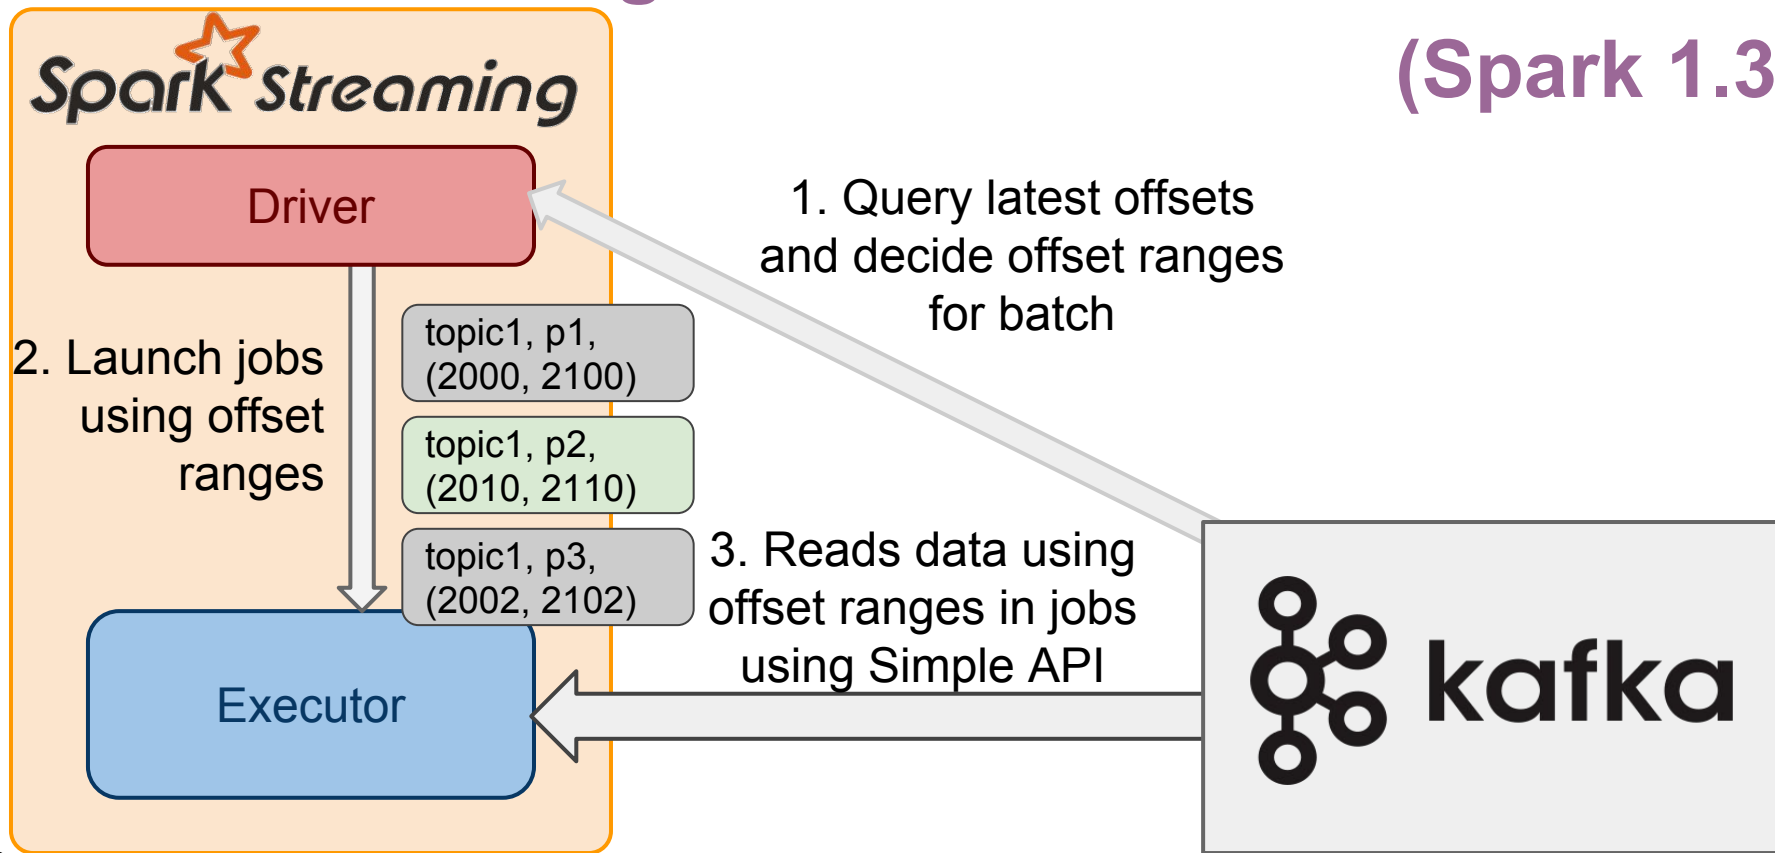 (Spark 1.3
Spark Streaming
Driver
1. Query latest offsets
and decide offset ranges
for batch
2. Launch jobs
using offset
ranges
topic1, p1,
(2000, 2100)
topic1, p2,
(2010, 2110)
topic1, p3,
(2002, 2102)
3. Reads data using
offset ranges in jobs
using Simple API
Executor
kafka